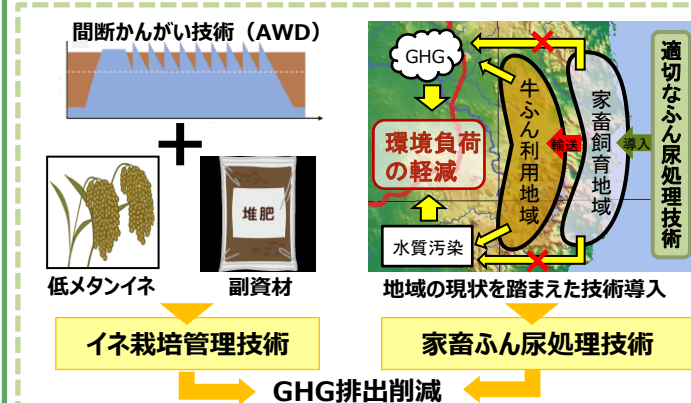 間断かんがい技術（AWD）
堆肥
低メタンイネ
副資材
イネ栽培管理技術
GHG
環境負荷
の軽減
水質汚染
牛ふん利用地域
輸送
家畜飼育地域
導入
適切なふん尿処理技術
地域の現状を踏まえた技術導入
家畜ふん尿処理技術
GHG排出削減